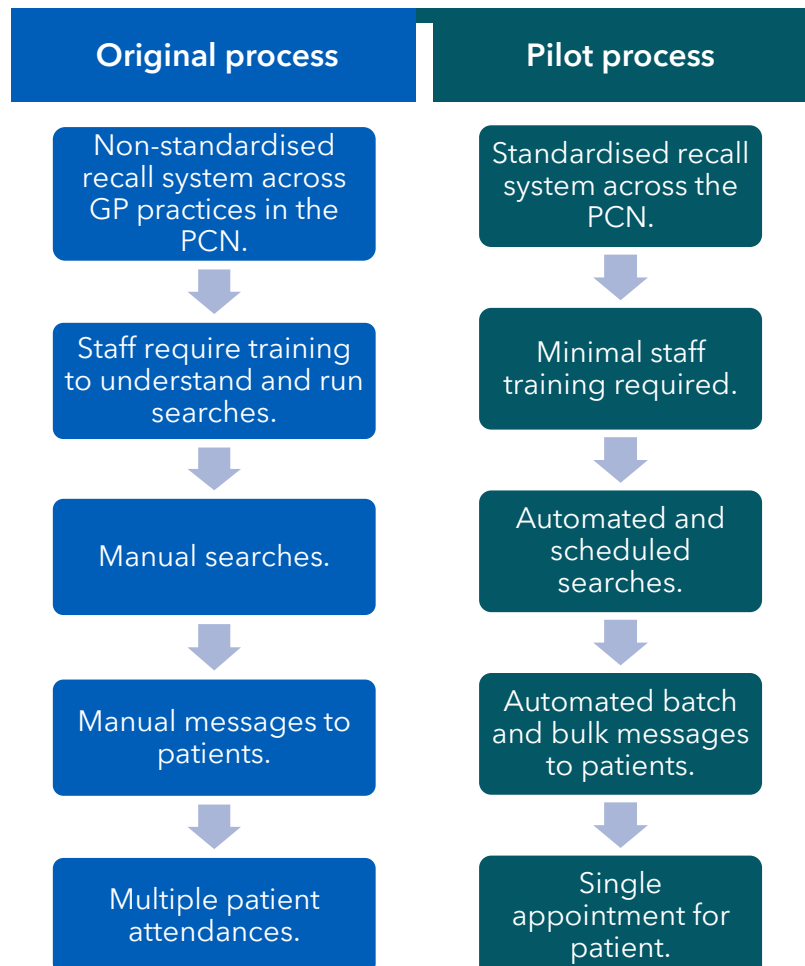 Original process
Non-standardised
recall system across
GP practices in the
PCN.
Staff require training
to understand and run
searches.
Manual searches.
Manual messages to
patients.
Multiple patient
attendances.
Pilot process
Standardised recall
system across the
PCN.
Minimal staff
training required.
Automated and
scheduled
searches.
Automated batch
and bulk messages
to patients.
Single
appointment for
patient.